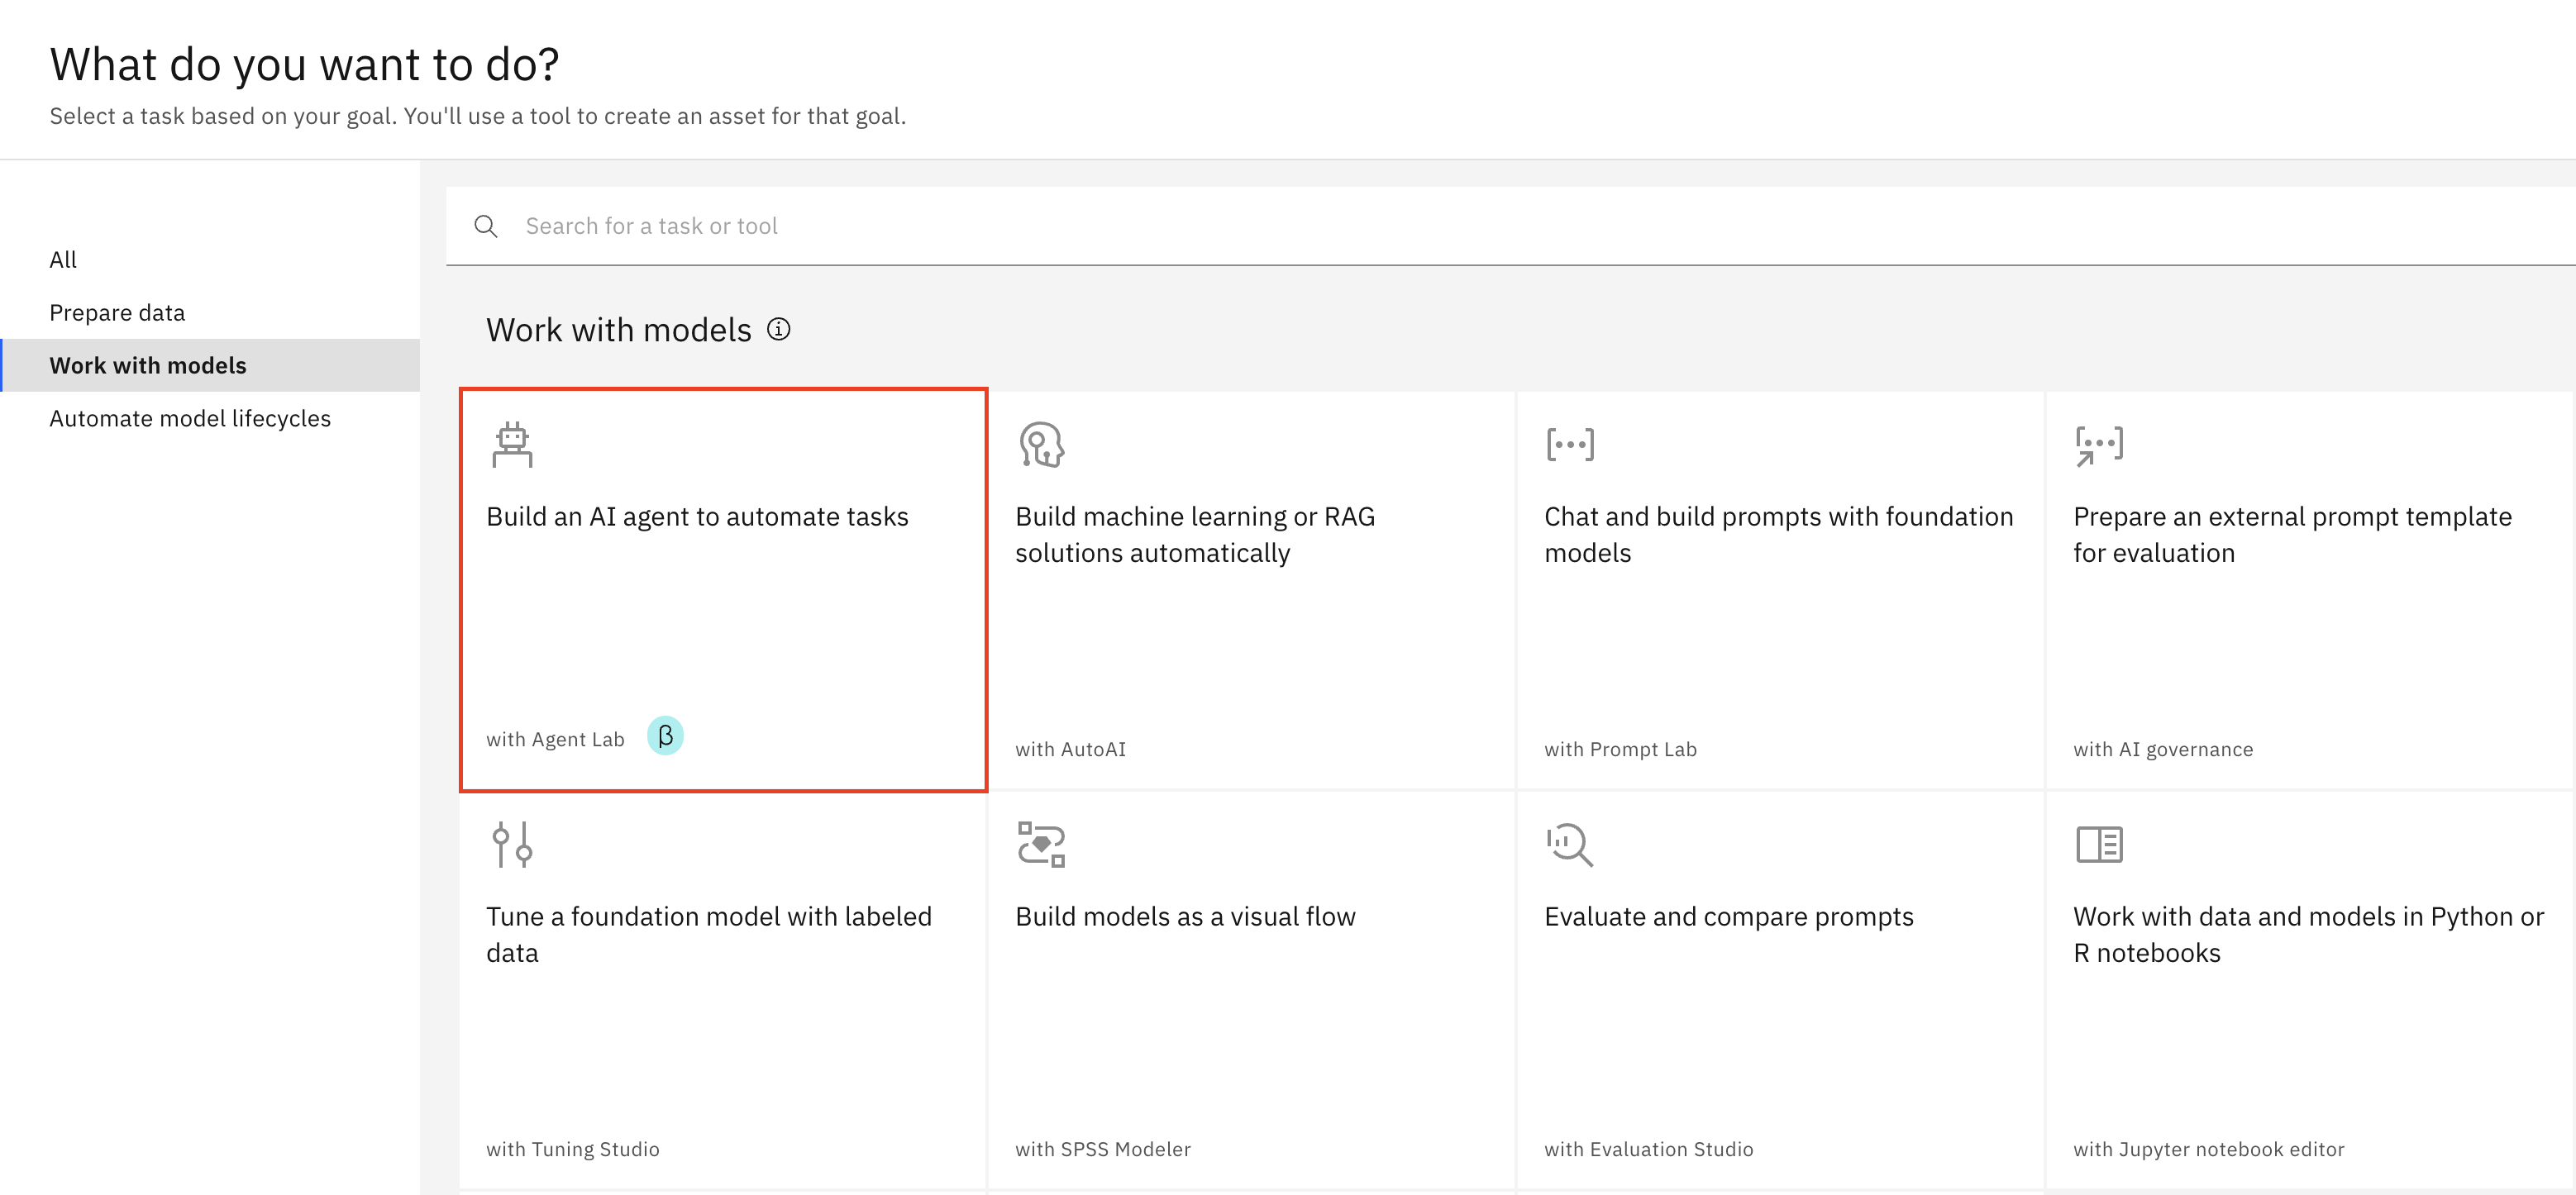 What do you want to do?
Select a task based on your goal. You'll use a tool to create an asset for that goal.
All
Prepare data
Work with models
Automate model lifecycles
Search for a task or tool
Work with models
Build an AI agent to automate tasks
with Agent Lab β
Build machine learning or RAG
solutions automatically
with AutoAI
Chat and build prompts with foundation
models
with Prompt Lab
Prepare an external prompt template
for evaluation
with AI governance
Tune a foundation model with labeled
data
with Tuning Studio
Build models as a visual flow
with SPSS Modeler
Evaluate and compare prompts
with Evaluation Studio
Work with data and models in Python or
R notebooks
with Jupyter notebook editor